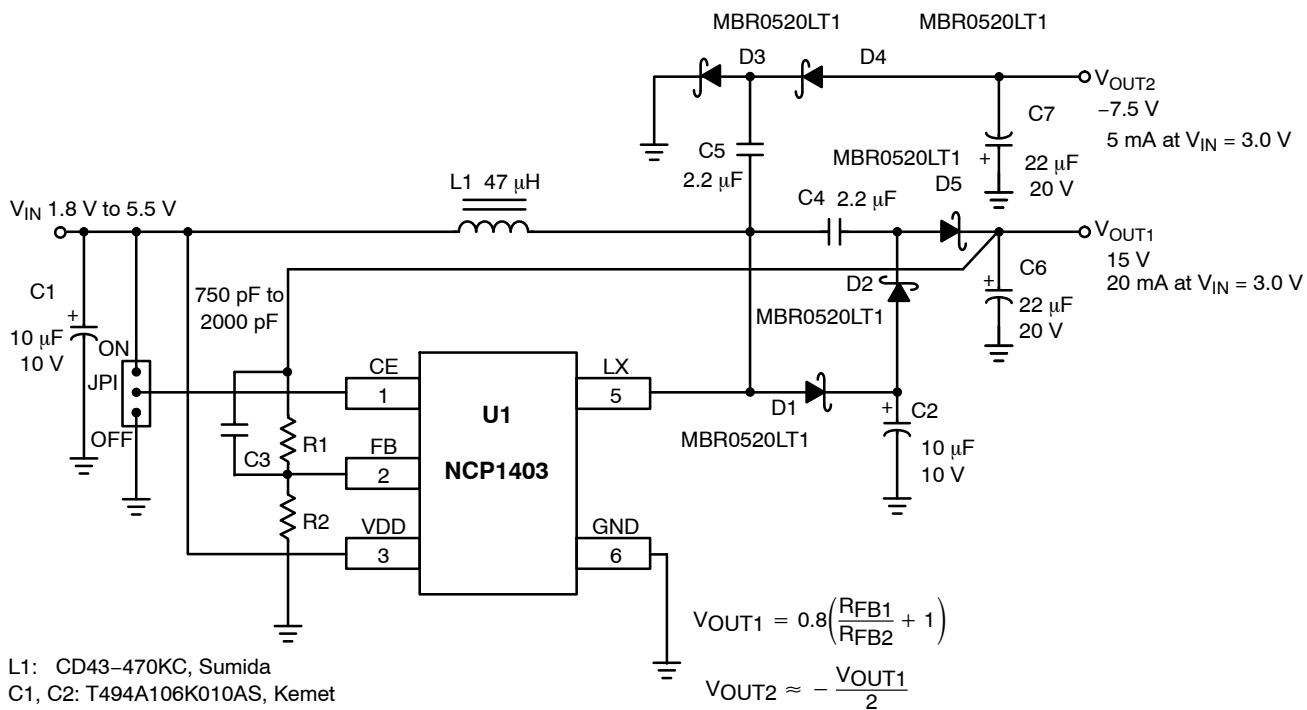 MBR0520LT1 MBR0520LT1
D3 D4
VOUT2
−7.5 V
5 mA at VIN = 3.0 V
C7
22 µF
20 V
+
C5
2.2 µF
MBR0520LT1
D5
L1 47 µH
C4 2.2 µF
VIN 1.8 V to 5.5 V
VOUT1
15 V
20 mA at VIN = 3.0 V
C6
22 µF
20 V
+
D2
MBR0520LT1
C1
10 µF
10 V
+
750 pF to
2000 pF
ON
JPI
OFF
CE
1
LX
5
U1
NCP1403
D1
MBR0520LT1
C2
10 µF
10 V
+
C3
R1
FB
2
R2
VDD
3
GND
6
VOUT1 = 0.8(RFB1/RFB2 + 1)
VOUT2 ≈ − VOUT1/2
L1: CD43−470KC, Sumida
C1, C2: T494A106K010AS, Kemet